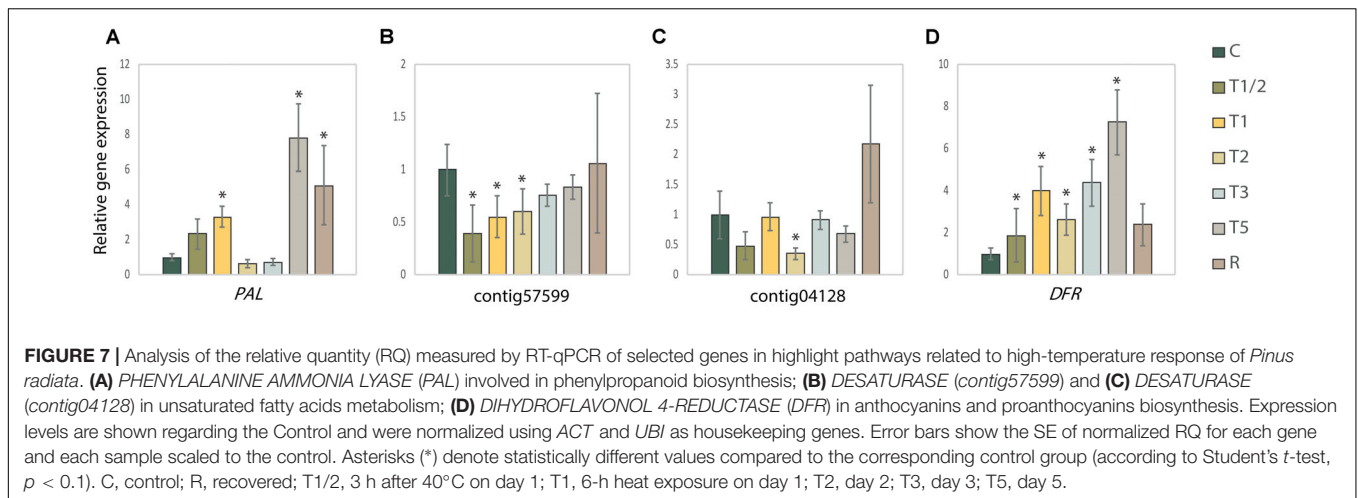 A
B
C
D
Relative gene expression
12
10
8
6
4
2
0
*
*
*
PAL
2
1.5
1
0.5
0
*
*
*
contig57599
3.5
3
2.5
2
1.5
1
0.5
0
*
contig04128
10
8
6
4
2
0
*
*
*
*
*
DFR
C
T1/2
T1
T2
T3
T5
R
FIGURE 7 | Analysis of the relative quantity (RQ) measured by RT-qPCR of selected genes in highlight pathways related to high-temperature response of Pinus
radiata. (A) PHENYLALANINE AMMONIA LYASE (PAL) involved in phenylpropanoid biosynthesis; (B) DESATURASE (contig57599) and (C) DESATURASE
(contig04128) in unsaturated fatty acids metabolism; (D) DIHYDROFLAVONOL 4-REDUCTASE (DFR) in anthocyanins and proanthocyanins biosynthesis. Expression
levels are shown regarding the Control and were normalized using ACT and UBI as housekeeping genes. Error bars show the SE of normalized RQ for each gene
and each sample scaled to the control. Asterisks (*) denote statistically different values compared to the corresponding control group (according to Student's t-test,
p < 0.1). C, control; R, recovered; T1/2, 3 h after 40°C on day 1; T1, 6-h heat exposure on day 1; T2, day 2; T3, day 3; T5, day 5.